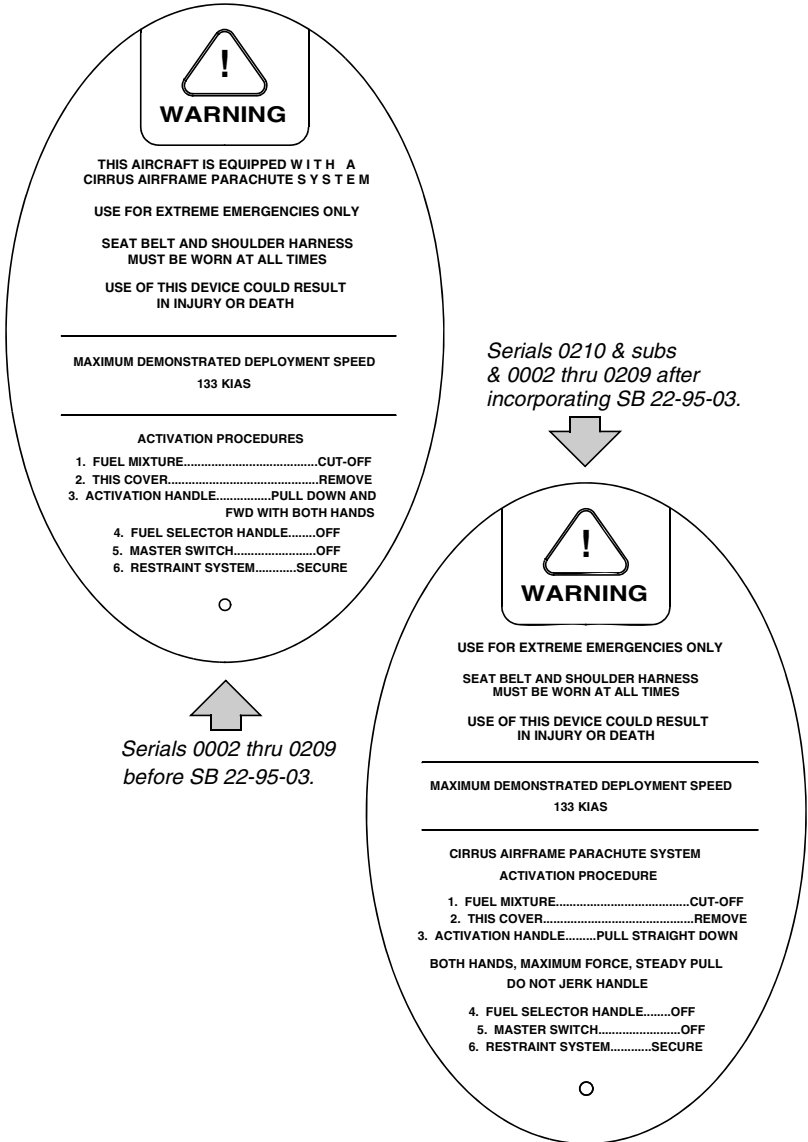 !
WARNING
THIS AIRCRAFT IS EQUIPPED W I T H A
CIRRUS AIRFRAME PARACHUTE S Y S T E M
USE FOR EXTREME EMERGENCIES ONLY
SEAT BELT AND SHOULDER HARNESS
MUST BE WORN AT ALL TIMES
USE OF THIS DEVICE COULD RESULT
IN INJURY OR DEATH
MAXIMUM DEMONSTRATED DEPLOYMENT SPEED
133 KIAS
ACTIVATION PROCEDURES
1. FUEL MIXTURE.......................................CUT-OFF
2. THIS COVER............................................REMOVE
3. ACTIVATION HANDLE................PULL DOWN AND
FWD WITH BOTH HANDS
4. FUEL SELECTOR HANDLE........OFF
5. MASTER SWITCH........................OFF
6. RESTRAINT SYSTEM............SECURE
Serials 0002 thru 0209
before SB 22-95-03.
Serials 0210 & subs
& 0002 thru 0209 after
incorporating SB 22-95-03.
!
WARNING
USE FOR EXTREME EMERGENCIES ONLY
SEAT BELT AND SHOULDER HARNESS
MUST BE WORN AT ALL TIMES
USE OF THIS DEVICE COULD RESULT
IN INJURY OR DEATH
MAXIMUM DEMONSTRATED DEPLOYMENT SPEED
133 KIAS
CIRRUS AIRFRAME PARACHUTE SYSTEM
ACTIVATION PROCEDURE
1. FUEL MIXTURE.......................................CUT-OFF
2. THIS COVER............................................REMOVE
3. ACTIVATION HANDLE.........PULL STRAIGHT DOWN
BOTH HANDS, MAXIMUM FORCE, STEADY PULL
DO NOT JERK HANDLE
4. FUEL SELECTOR HANDLE........OFF
5. MASTER SWITCH........................OFF
6. RESTRAINT SYSTEM............SECURE